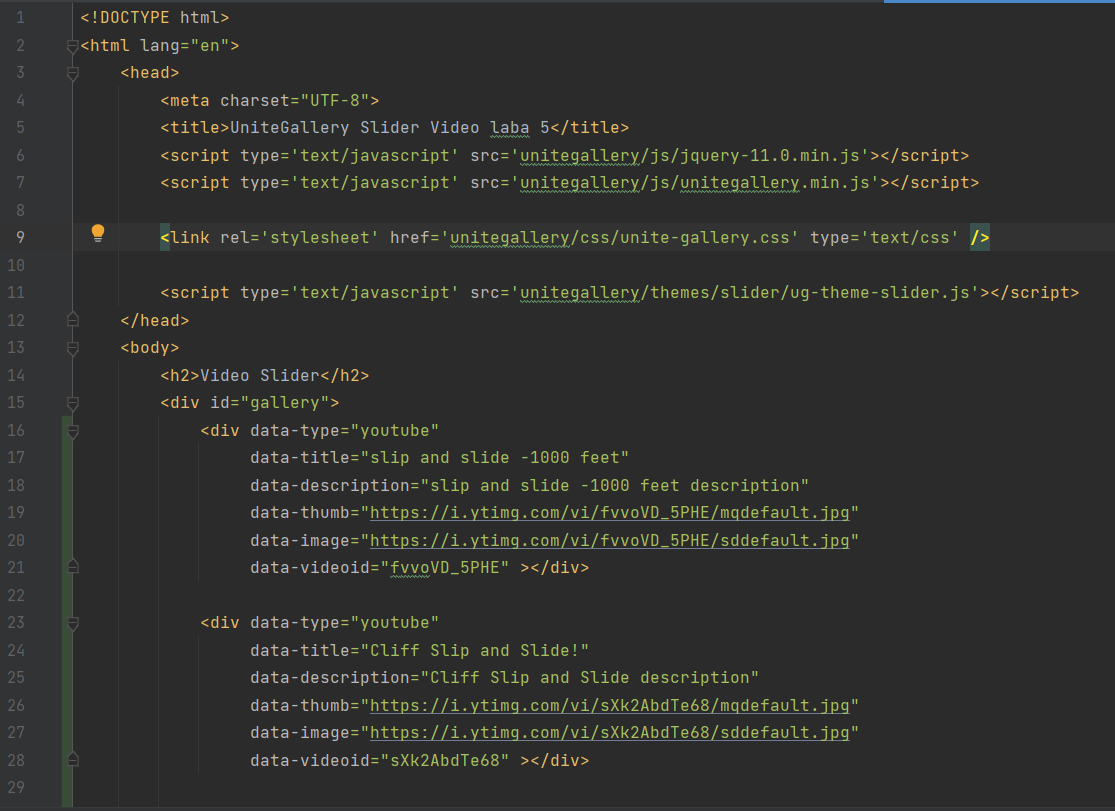 1 <!DOCTYPE html>
2 <html lang="en">
3 <head>
4 <meta charset="UTF-8">
5 <title>UniteGallery Slider Video laba 5</title>
6 <script type='text/javascript' src='unitegallery/js/jquery-11.0.min.js'></script>
7 <script type='text/javascript' src='unitegallery/js/unitegallery.min.js'></script>
8
9 <link rel='stylesheet' href='unitegallery/css/unite-gallery.css' type='text/css' />
10
11 <script type='text/javascript' src='unitegallery/themes/slider/ug-theme-slider.js'></script>
12 </head>
13 <body>
14 <h2>Video Slider</h2>
15 <div id="gallery">
16 <div data-type="youtube"
17 data-title="slip and slide -1000 feet"
18 data-description="slip and slide -1000 feet description"
19 data-thumb="https://i.ytimg.com/vi/fvvoVD_5PHE/mqdefault.jpg"
20 data-image="https://i.ytimg.com/vi/fvvoVD_5PHE/sddefault.jpg"
21 data-videoid="fvvoVD_5PHE" ></div>
22
23 <div data-type="youtube"
24 data-title="Cliff Slip and Slide!"
25 data-description="Cliff Slip and Slide description"
26 data-thumb="https://i.ytimg.com/vi/sXk2AbdTe68/mqdefault.jpg"
27 data-image="https://i.ytimg.com/vi/sXk2AbdTe68/sddefault.jpg"
28 data-videoid="sXk2AbdTe68" ></div>
29